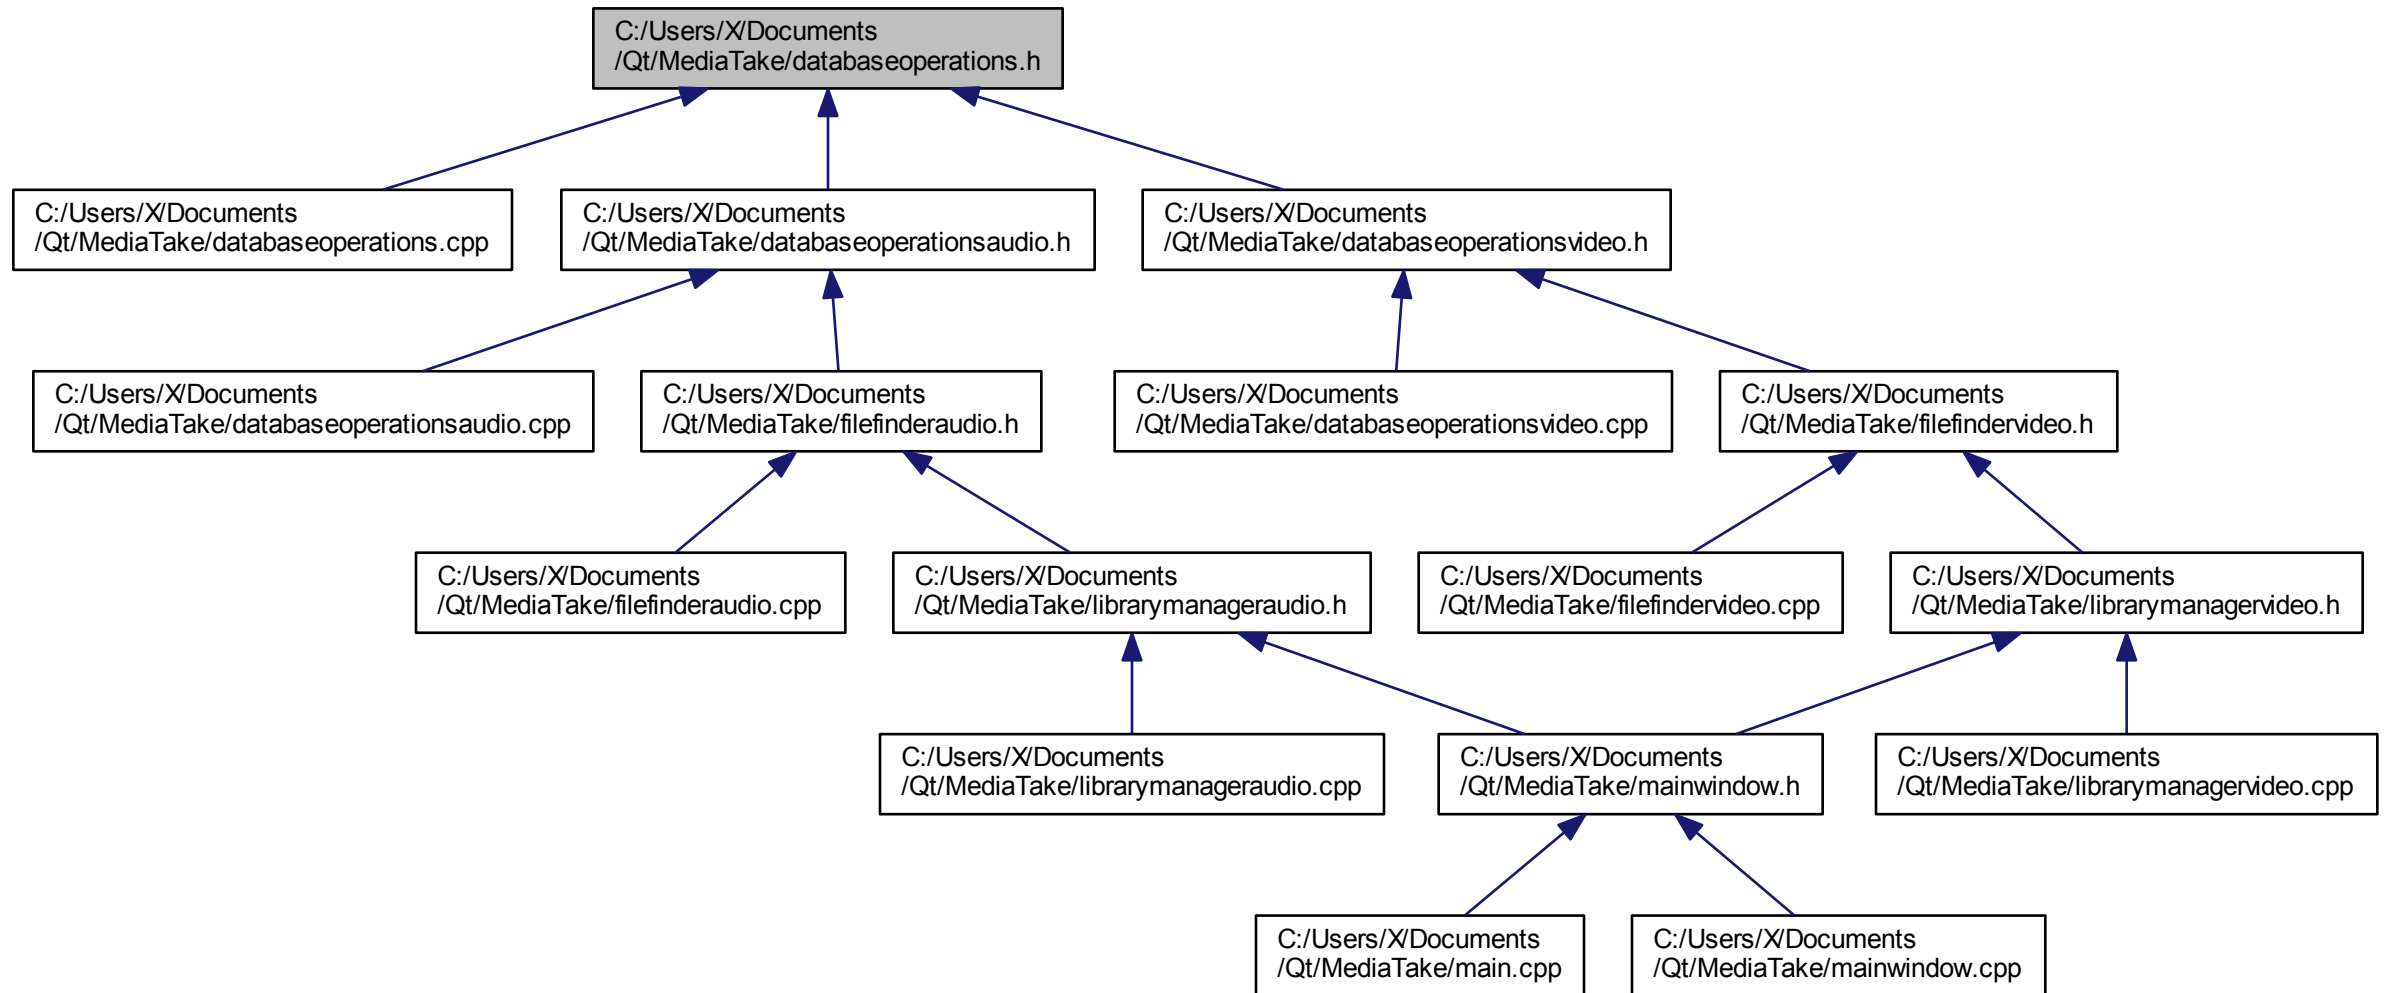 C:/Users/X/Documents
/Qt/MediaTake/databaseoperations.h
C:/Users/X/Documents
/Qt/MediaTake/databaseoperations.cpp
C:/Users/X/Documents
/Qt/MediaTake/databaseoperationsaudio.h
C:/Users/X/Documents
/Qt/MediaTake/databaseoperationsvideo.h
C:/Users/X/Documents
/Qt/MediaTake/databaseoperationsaudio.cpp
C:/Users/X/Documents
/Qt/MediaTake/filefinderaudio.h
C:/Users/X/Documents
/Qt/MediaTake/databaseoperationsvideo.cpp
C:/Users/X/Documents
/Qt/MediaTake/filefindervideo.h
C:/Users/X/Documents
/Qt/MediaTake/filefinderaudio.cpp
C:/Users/X/Documents
/Qt/MediaTake/librarymanageraudio.h
C:/Users/X/Documents
/Qt/MediaTake/filefindervideo.cpp
C:/Users/X/Documents
/Qt/MediaTake/librarymanagervideo.h
C:/Users/X/Documents
/Qt/MediaTake/librarymanageraudio.cpp
C:/Users/X/Documents
/Qt/MediaTake/mainwindow.h
C:/Users/X/Documents
/Qt/MediaTake/librarymanagervideo.cpp
C:/Users/X/Documents
/Qt/MediaTake/main.cpp
C:/Users/X/Documents
/Qt/MediaTake/mainwindow.cpp